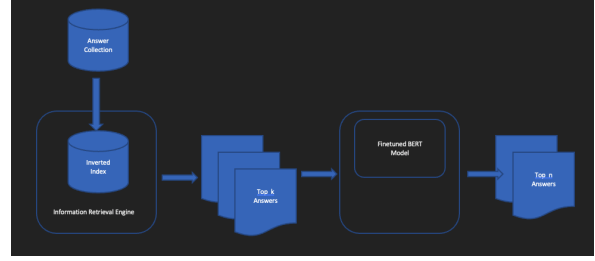 Answer
Collection
Inverted
Index
Information Retrieval Engine
Top k
Answers
Finetuned BERT
Model
Top n
Answers